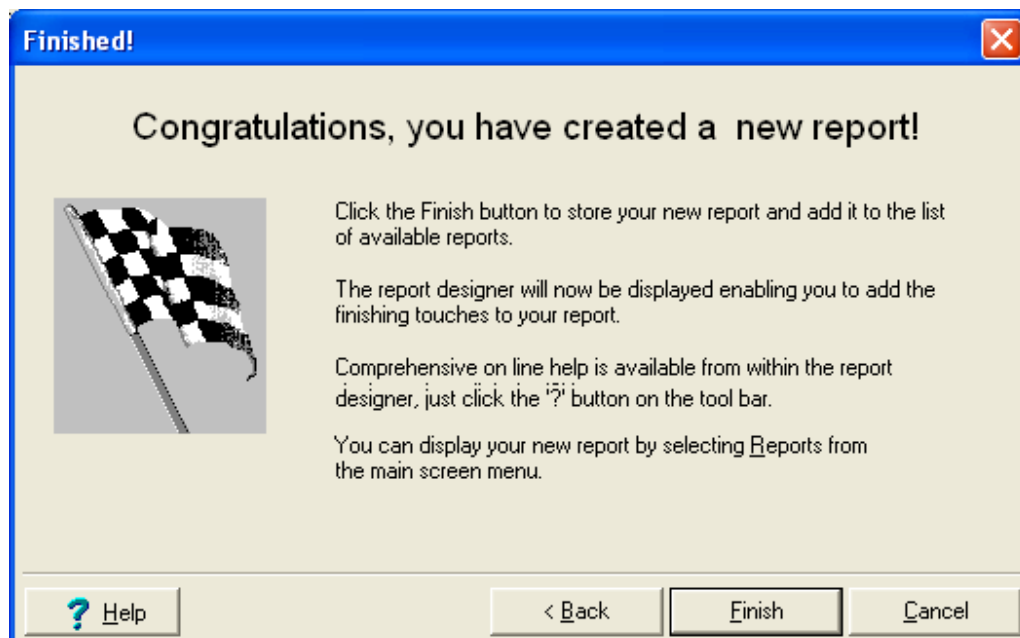 Finished!
Congratulations, you have created a  new report!
Click the Finish button to store your new report and add it to the list
of available reports.
The report designer will now be displayed enabling you to add the
finishing touches to your report.
Comprehensive on line help is available from within the report
designer, just click the '?' button on the tool bar.
You can display your new report by selecting Reports from
the main screen menu.
? Help
< Back
Finish
Cancel